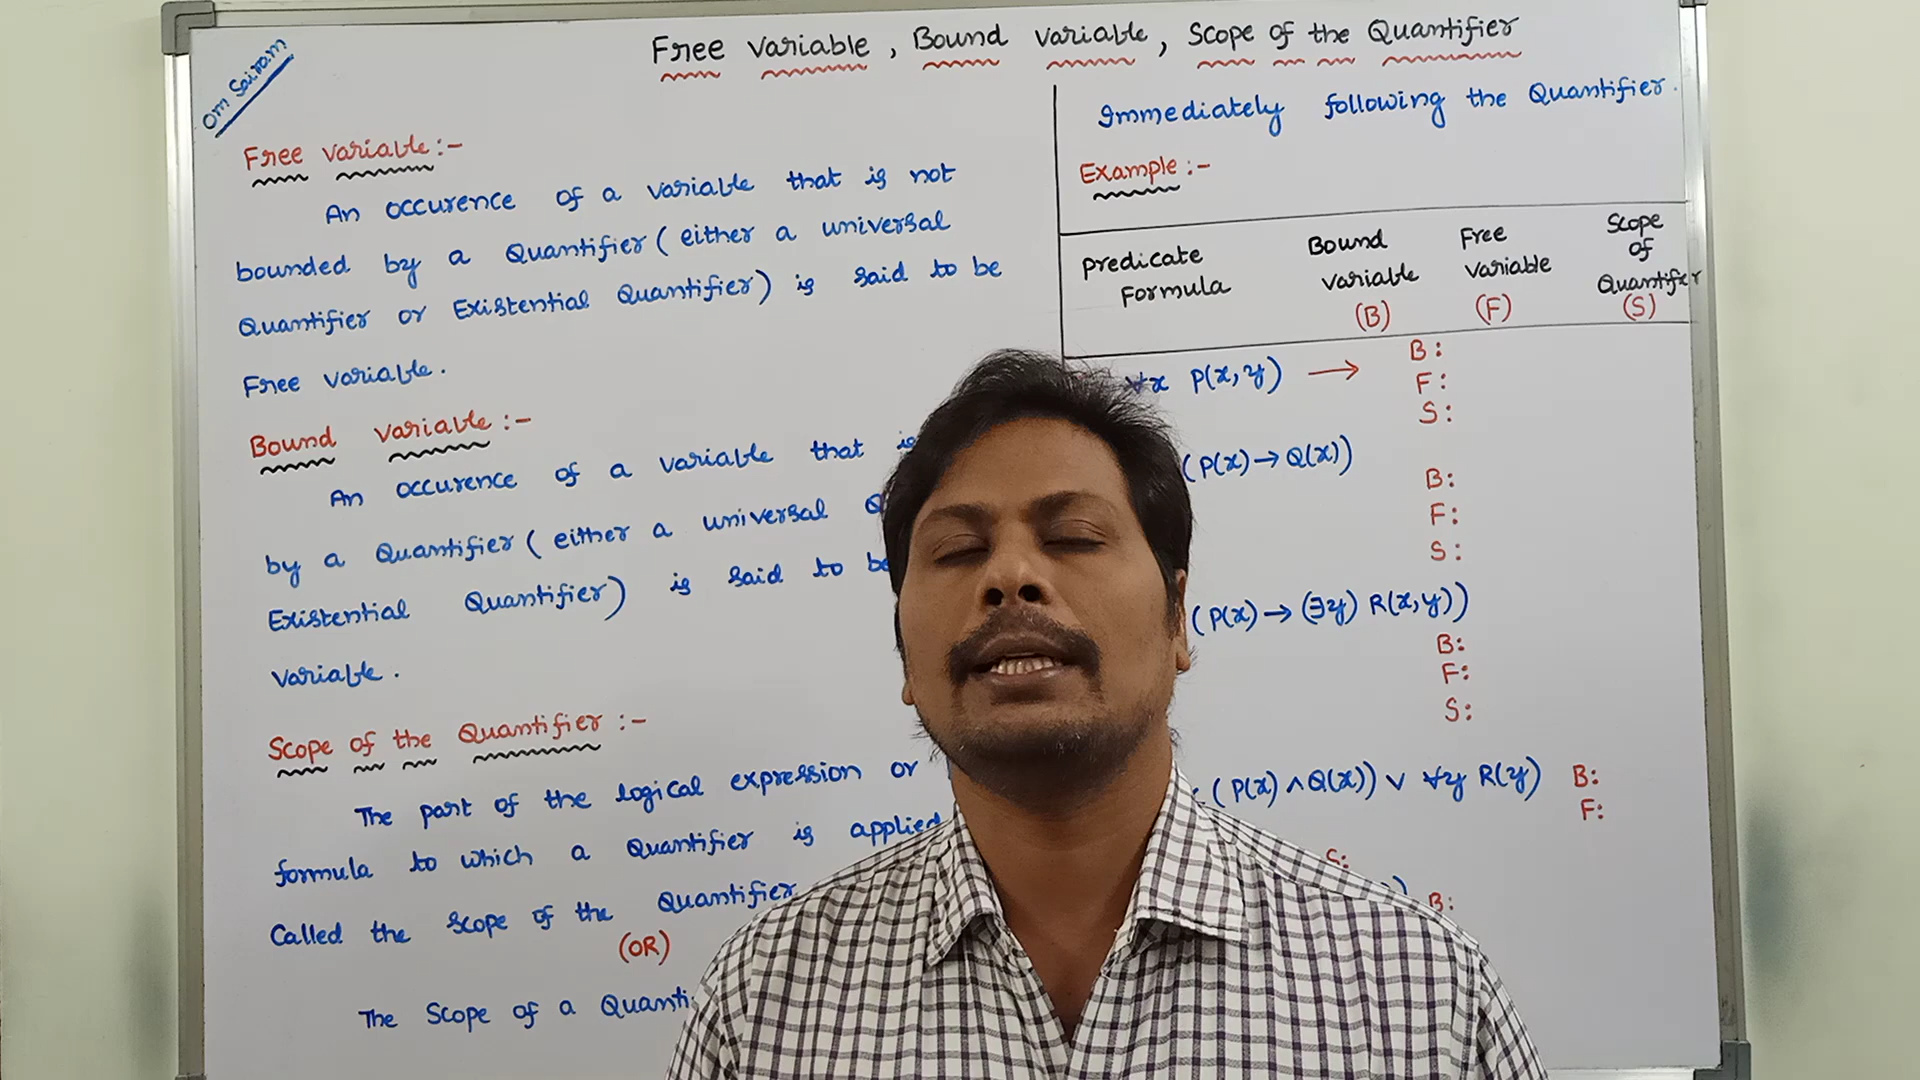 Free Variable, Bound Variable, Scope of the Quantifier
Om Sairam
Free Variable:-
An occurence of a variable that is not
bounded by a Quantifier (either a universal
Quantifier or Existential Quantifier) is said to be
Free variable.
Bound Variable :-
An occurence of a variable that is
by a Quantifier (either a universal Q
Existential Quantifier) is said to be
Variable.
Scope of the Quantifier :-
The part of the logical expression or
formula to which a Quantifier is applied
Called the scope of the Quantifier
(OR)
The Scope of a Quanti
Immediately following the Quantifier.
Example :-
Predicate Formula
Bound Variable (B)
Free Variable (F)
Scope of Quantifier (S)
∀x P(x,y) →
B:
F:
S:
(P(x)→Q(x))
B:
F:
S:
(P(x)→(∃y) R(x,y))
B:
F:
S:
(P(x)∧Q(x))∨ ∀y R(y) B:
F:
S:
) B: